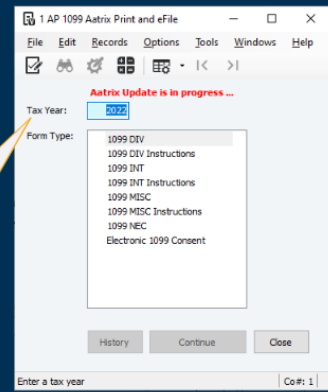 1 AP 1099 Aatrix Print and eFile
File Edit Records Options Tools Windows Help
Aatrix Update is in progress ...
Tax Year: 2022
Form Type:
1099 DIV
1099 DIV Instructions
1099 INT
1099 INT Instructions
1099 MISC
1099 MISC Instructions
1099 NEC
Electronic 1099 Consent
History Continue Close
Enter a tax year Co#: 1